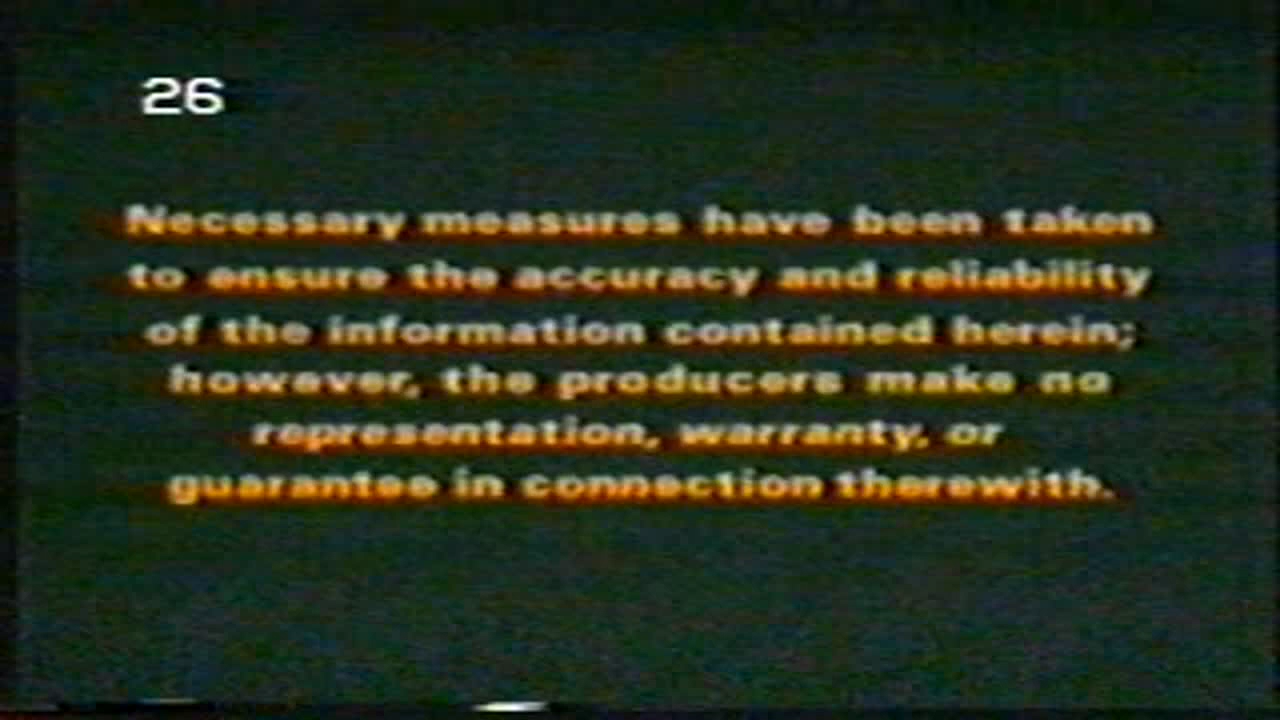 26
Necessary measures have been taken
to ensure the accuracy and reliability
of the information contained herein;
however, the producers make no
representation, warranty, or
guarantee in connection therewith.